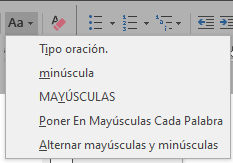 Aa
Tipo oración.
minúscula
MAYÚSCULAS
Poner En Mayúsculas Cada Palabra
Alternar mayúsculas y minúsculas